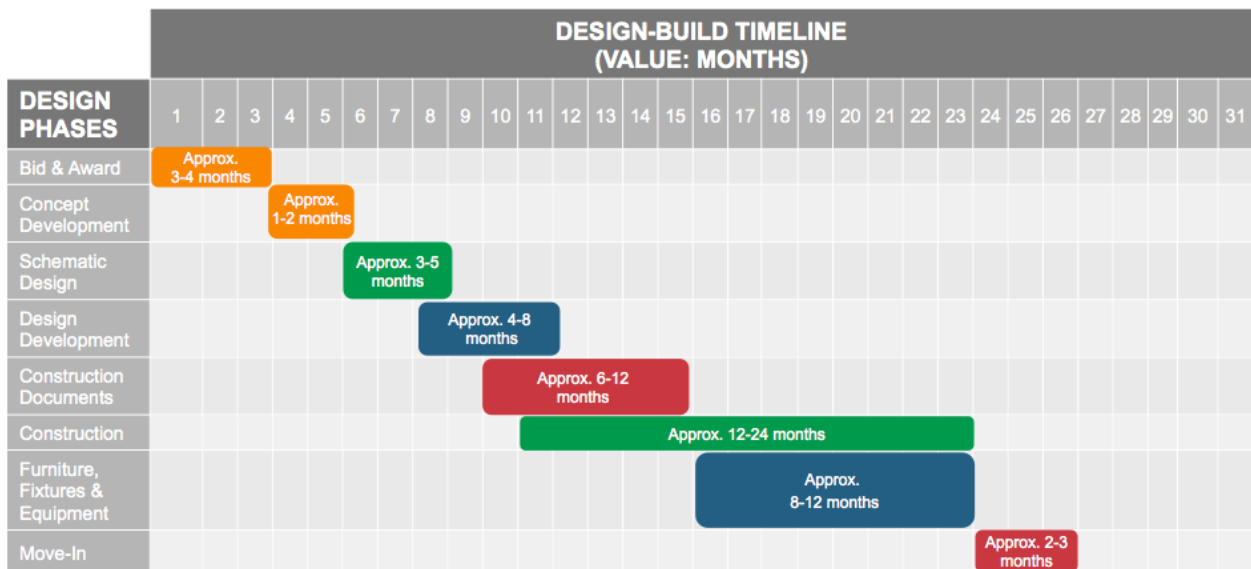 DESIGN-BUILD TIMELINE
(VALUE: MONTHS)
DESIGN
PHASES
1 2 3 4 5 6 7 8 9 10 11 12 13 14 15 16 17 18 19 20 21 22 23 24 25 26 27 28 29 30 31
Bid & Award
Approx.
3-4 months
Concept
Development
Approx.
1-2 months
Schematic
Design
Approx. 3-5
months
Design
Development
Approx. 4-8
months
Construction
Documents
Approx. 6-12
months
Construction
Approx. 12-24 months
Furniture,
Fixtures &
Equipment
Approx.
8-12 months
Move-In
Approx. 2-3
months